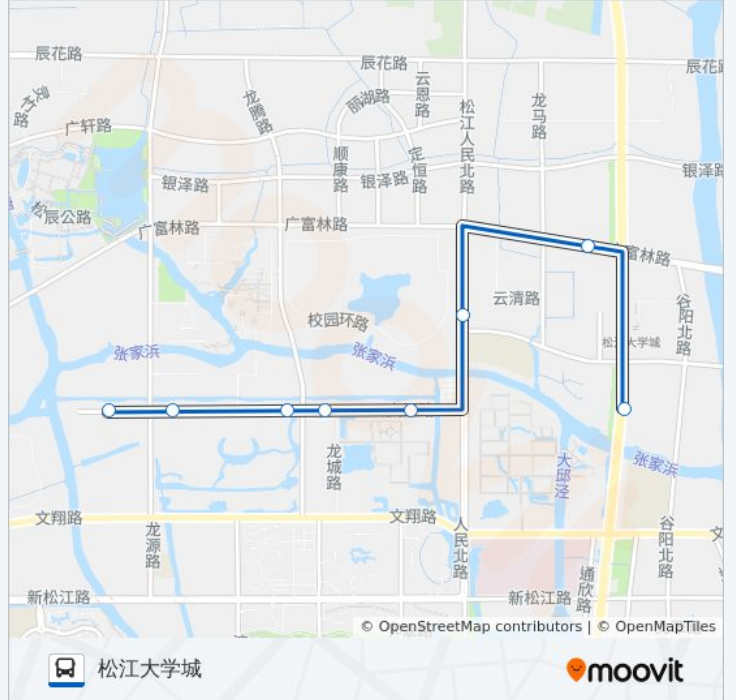 辰花路
辰花路
辰花
云恩路
龙腾路
丽湖路
松江人民北路
龙马路
广轩路
顺康路
定恒路
银泽路
银泽路
银泽路
辰公路
广富林路
广富林路
富林路
云清路
谷阳北路
校园环路
松江大学城
张家浜
张家浜
龙城路
大邱泾
张家浜
文翔路
文翔路
文
龙源路
人民北路
谷阳北路
新松江路
新松江路
通欣路
© OpenStreetMap contributors | © OpenMapTiles
松江大学城
moovit